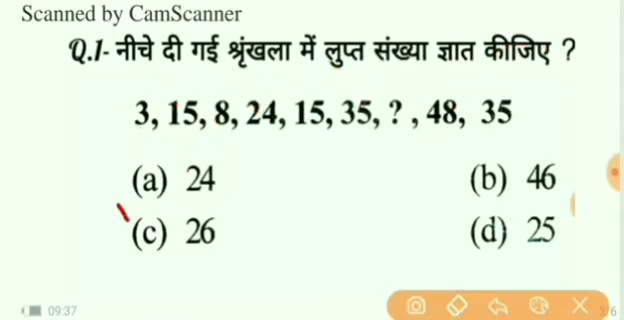 Scanned by CamScanner
Q.1- नीचे दी गई श्रृंखला में लुप्त संख्या ज्ञात कीजिए ?
3, 15, 8, 24, 15, 35, ? , 48, 35
(a) 24 (b) 46
(c) 26 (d) 25
09:37